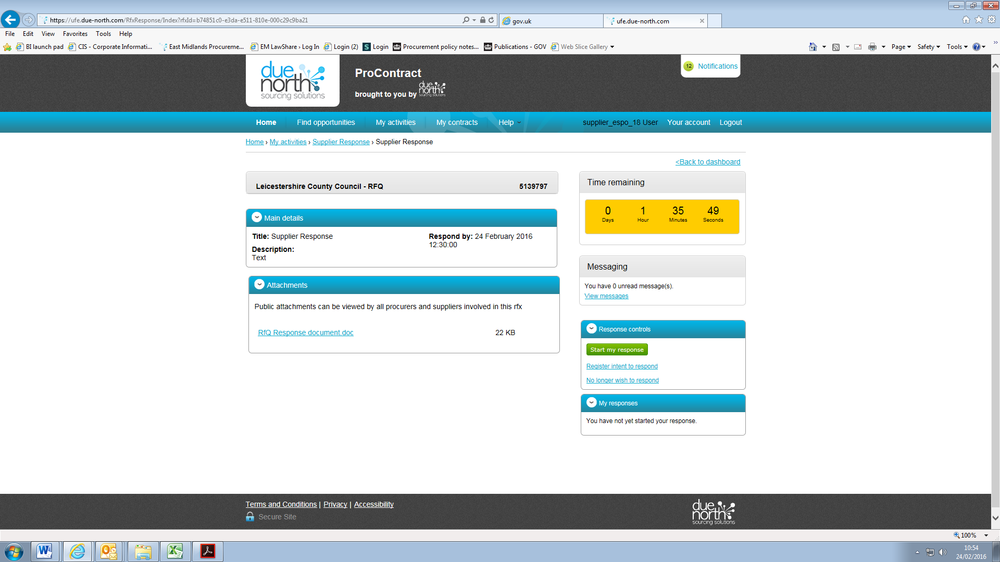 https://ufe.due-north.com/RfxResponse/Index?rfxId=b74851c0-e3da-e511-810e-000c29c9ba21
gov.uk
ufe.due-north.com
File Edit View Favorites Tools Help
BI launch pad CIS - Corporate Informati... East Midlands Procureme... EM LawShare › Log In Login (2) Login Procurement policy notes... Publications - GOV Web Slice Gallery
Page Safety Tools
due north sourcing solutions
ProContract
brought to you by due north sourcing solutions
12 Notifications
Home Find opportunities My activities My contracts Help supplier_espo_18 User Your account Logout
Home › My activities › Supplier Response › Supplier Response
<Back to dashboard
Leicestershire County Council - RFQ 5139797
Main details
Title: Supplier Response
Respond by: 24 February 2016
12:30:00
Description:
Text
Attachments
Public attachments can be viewed by all procurers and suppliers involved in this rfx
RfQ Response document.doc 22 KB
Time remaining
0 1 35 49
Days Hour Minutes Seconds
Messaging
You have 0 unread message(s).
View messages
Response controls
Start my response
Register intent to respond
No longer wish to respond
My responses
You have not yet started your response.
Terms and Conditions | Privacy | Accessibility
Secure Site
due north sourcing solutions
100%
10:54
24/02/2016